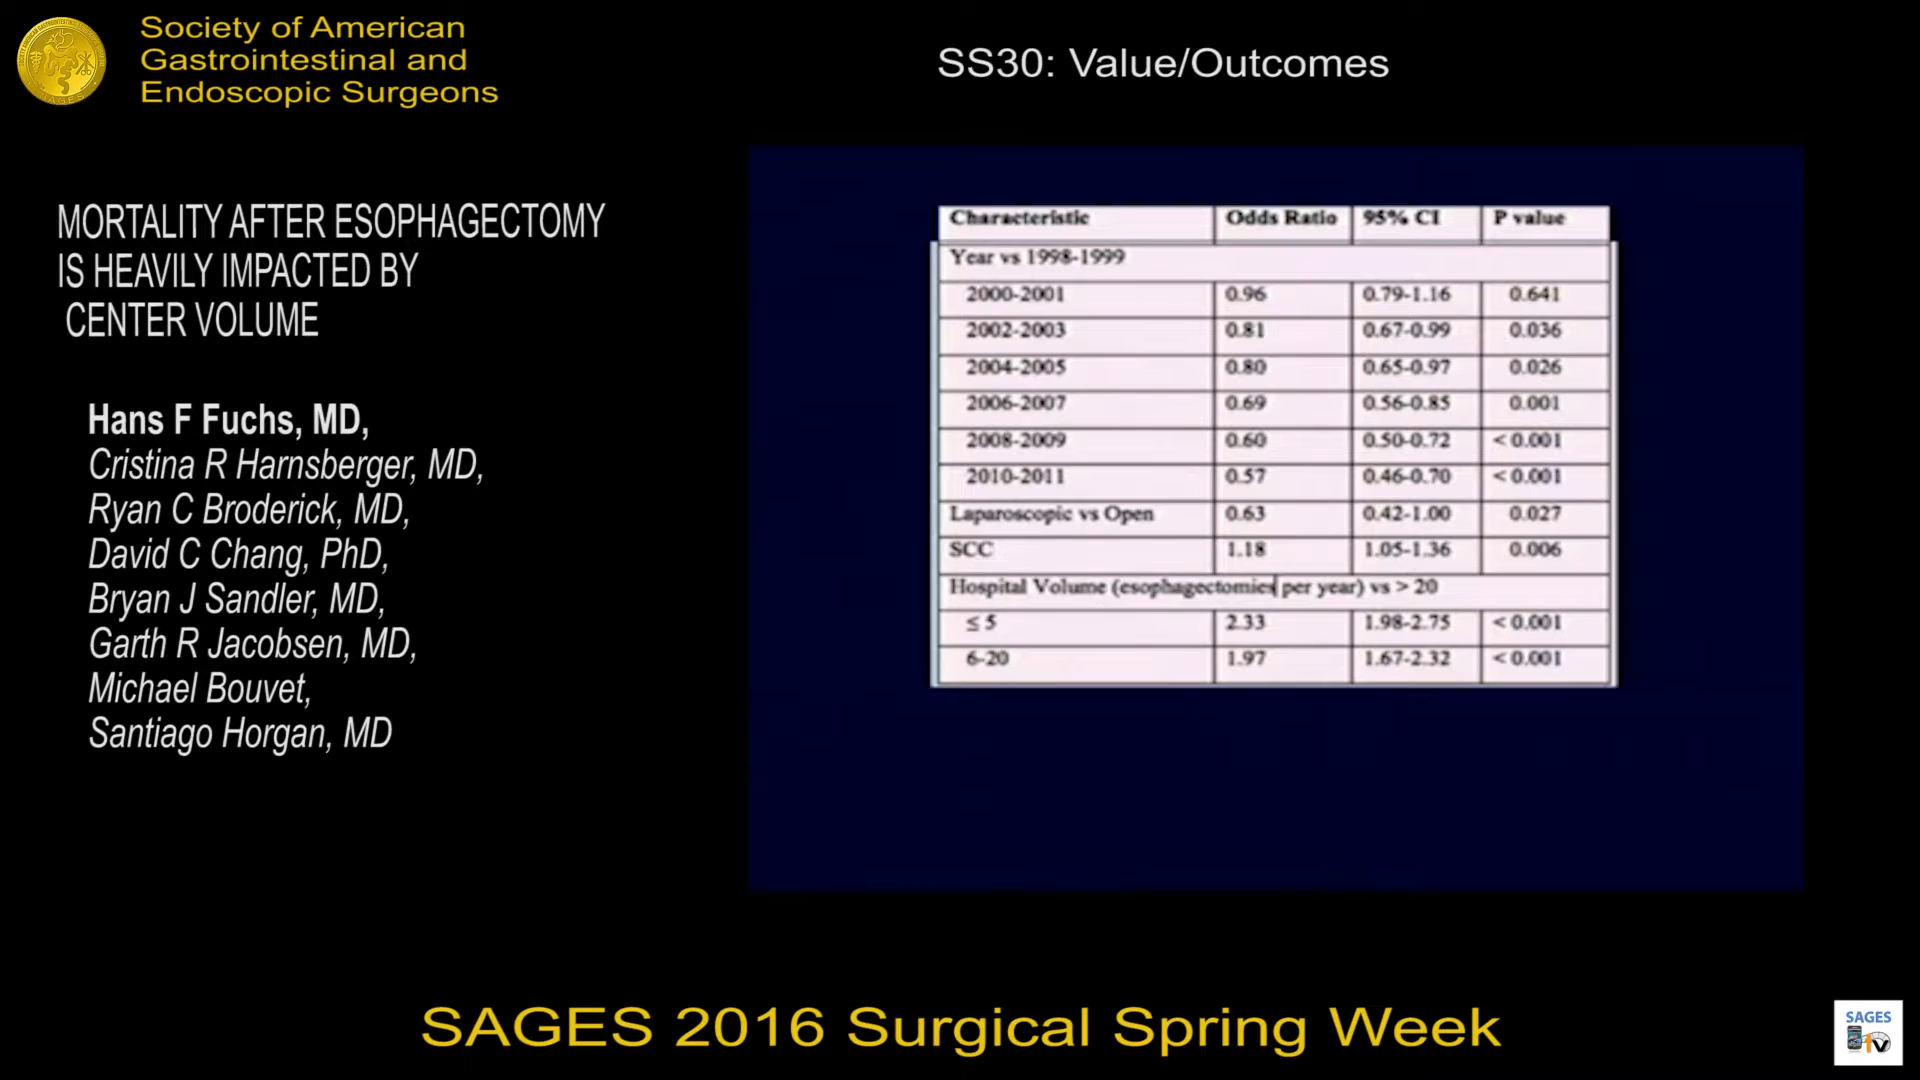 Society of American
Gastrointestinal and
Endoscopic Surgeons
SS30: Value/Outcomes
MORTALITY AFTER ESOPHAGECTOMY
IS HEAVILY IMPACTED BY
CENTER VOLUME
Hans F Fuchs, MD,
Cristina R Harnsberger, MD,
Ryan C Broderick, MD,
David C Chang, PhD,
Bryan J Sandler, MD,
Garth R Jacobsen, MD,
Michael Bouvet,
Santiago Horgan, MD
Characteristic Odds Ratio 95% CI P value
Year vs 1998-1999
2000-2001 0.96 0.79-1.16 0.641
2002-2003 0.81 0.67-0.99 0.036
2004-2005 0.80 0.65-0.97 0.026
2006-2007 0.69 0.56-0.85 0.001
2008-2009 0.60 0.50-0.72 < 0.001
2010-2011 0.57 0.46-0.70 < 0.001
Laparoscopic vs Open 0.63 0.42-1.00 0.027
SCC 1.18 1.05-1.36 0.006
Hospital Volume (esophagectomies per year) vs > 20
≤ 5 2.33 1.98-2.75 < 0.001
6-20 1.97 1.67-2.32 < 0.001
SAGES 2016 Surgical Spring Week
SAGES
tv